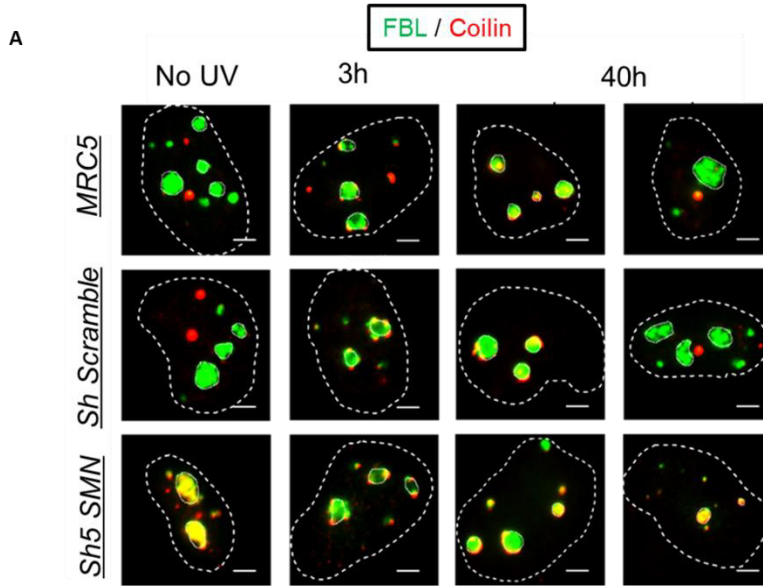 A
FBL / Coilin
No UV 3h 40h
MRC5
Sh Scramble
Sh5 SMN